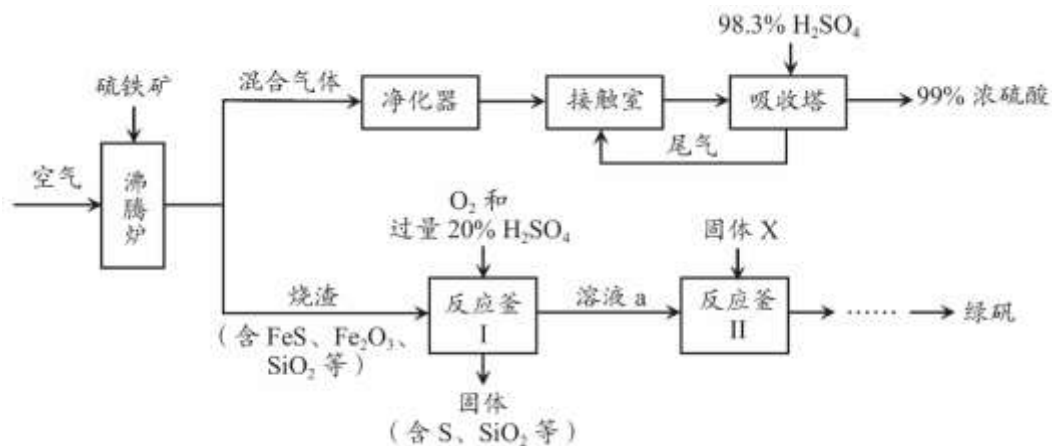 98.3% H₂SO₄
硫铁矿
混合气体
净化器
接触室
吸收塔
99% 浓硫酸
尾气
空气
沸腾炉
O₂ 和
过量 20% H₂SO₄
固体 X
烧渣
(含 FeS、Fe₂O₃、
SiO₂ 等)
反应釜
I
溶液 a
反应釜
II
……
绿矾
固体
(含 S、SiO₂ 等)